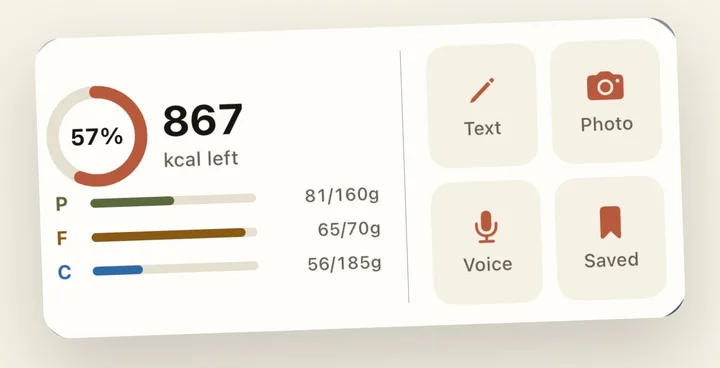 57%
867
kcal left
P 81/160g
F 65/70g
C 56/185g
Text
Photo
Voice
Saved